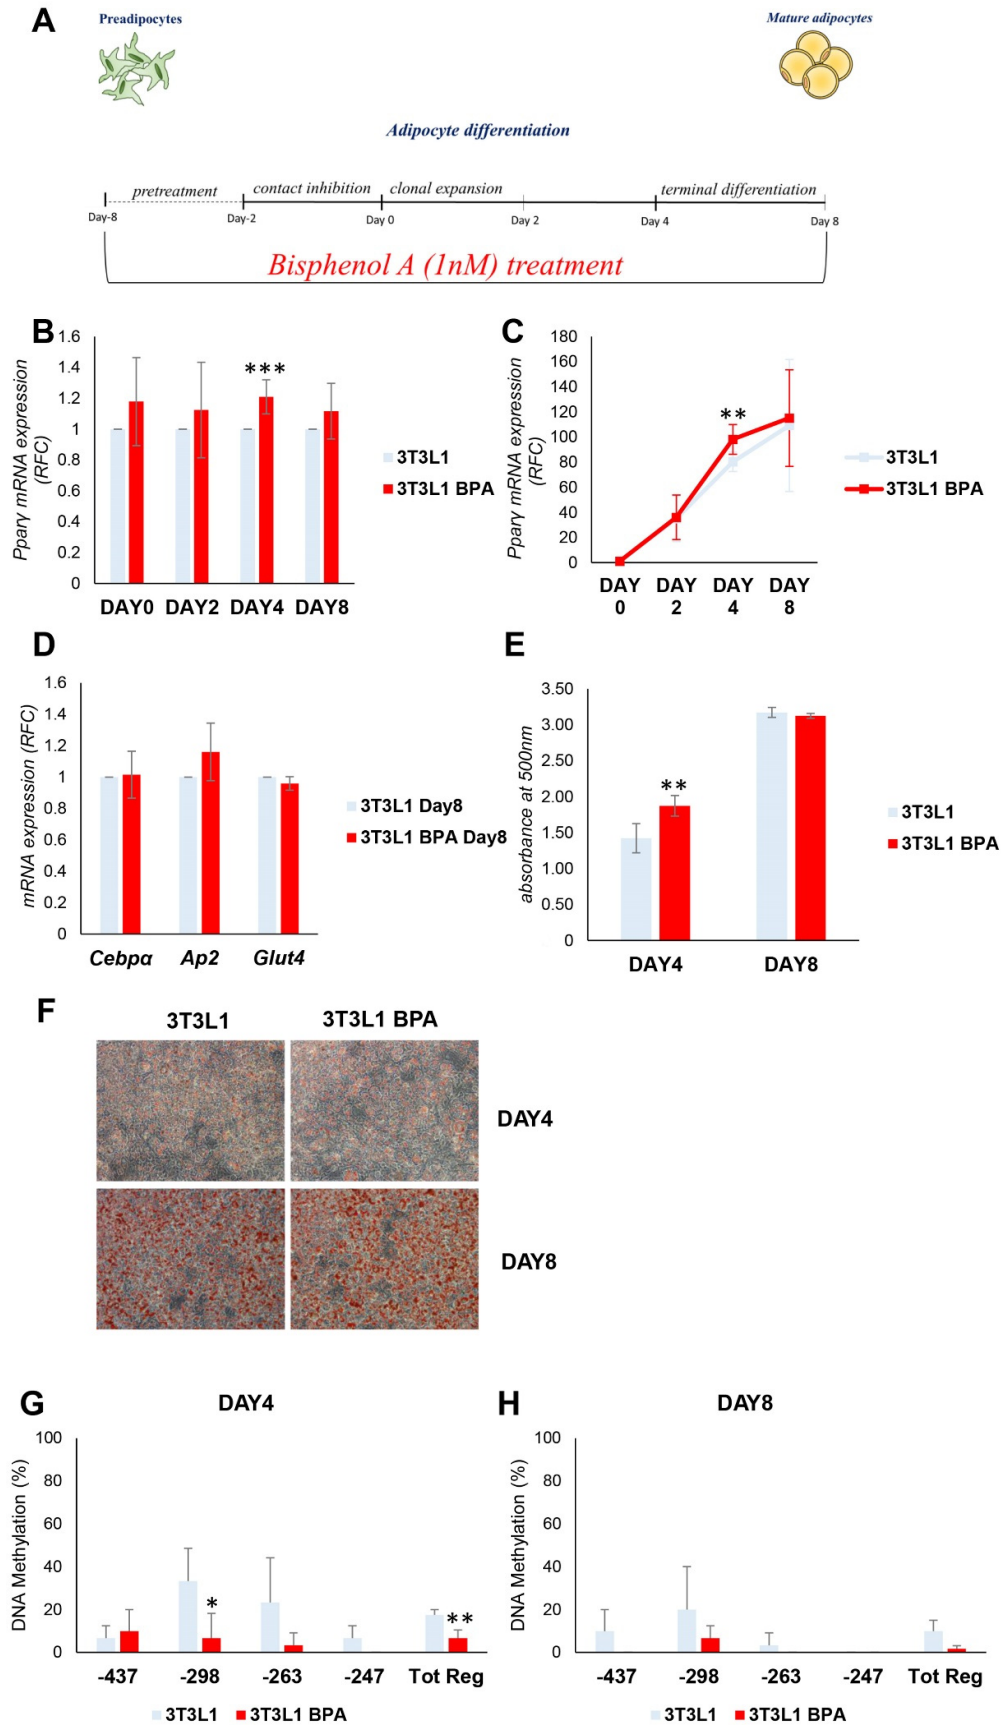 A
Preadipocytes
Mature adipocytes
Adipocyte differentiation
pretreatment
contact inhibition
clonal expansion
terminal differentiation
Day-8
Day-2
Day 0
Day 2
Day 4
Day 8
Bisphenol A (1nM) treatment
B
Pparγ mRNA expression
(RFC)
1.6
1.4
1.2
1
0.8
0.6
0.4
0.2
0
***
DAY0 DAY2 DAY4 DAY8
3T3L1
3T3L1 BPA
C
Pparγ mRNA expression
(RFC)
180
160
140
120
100
80
60
40
20
0
**
DAY
0
DAY
2
DAY
4
DAY
8
3T3L1
3T3L1 BPA
D
mRNA expression (RFC)
1.6
1.4
1.2
1
0.8
0.6
0.4
0.2
0
Cebpα Ap2 Glut4
3T3L1 Day8
3T3L1 BPA Day8
E
absorbance at 500nm
3.50
3.00
2.50
2.00
1.50
1.00
0.50
0
**
DAY4 DAY8
3T3L1
3T3L1 BPA
F
3T3L1 3T3L1 BPA
DAY4
DAY8
G
DAY4
DNA Methylation (%)
100
80
60
40
20
0
*
**
-437 -298 -263 -247 Tot Reg
3T3L1 3T3L1 BPA
H
DAY8
DNA Methylation (%)
100
80
60
40
20
0
-437 -298 -263 -247 Tot Reg
3T3L1 3T3L1 BPA